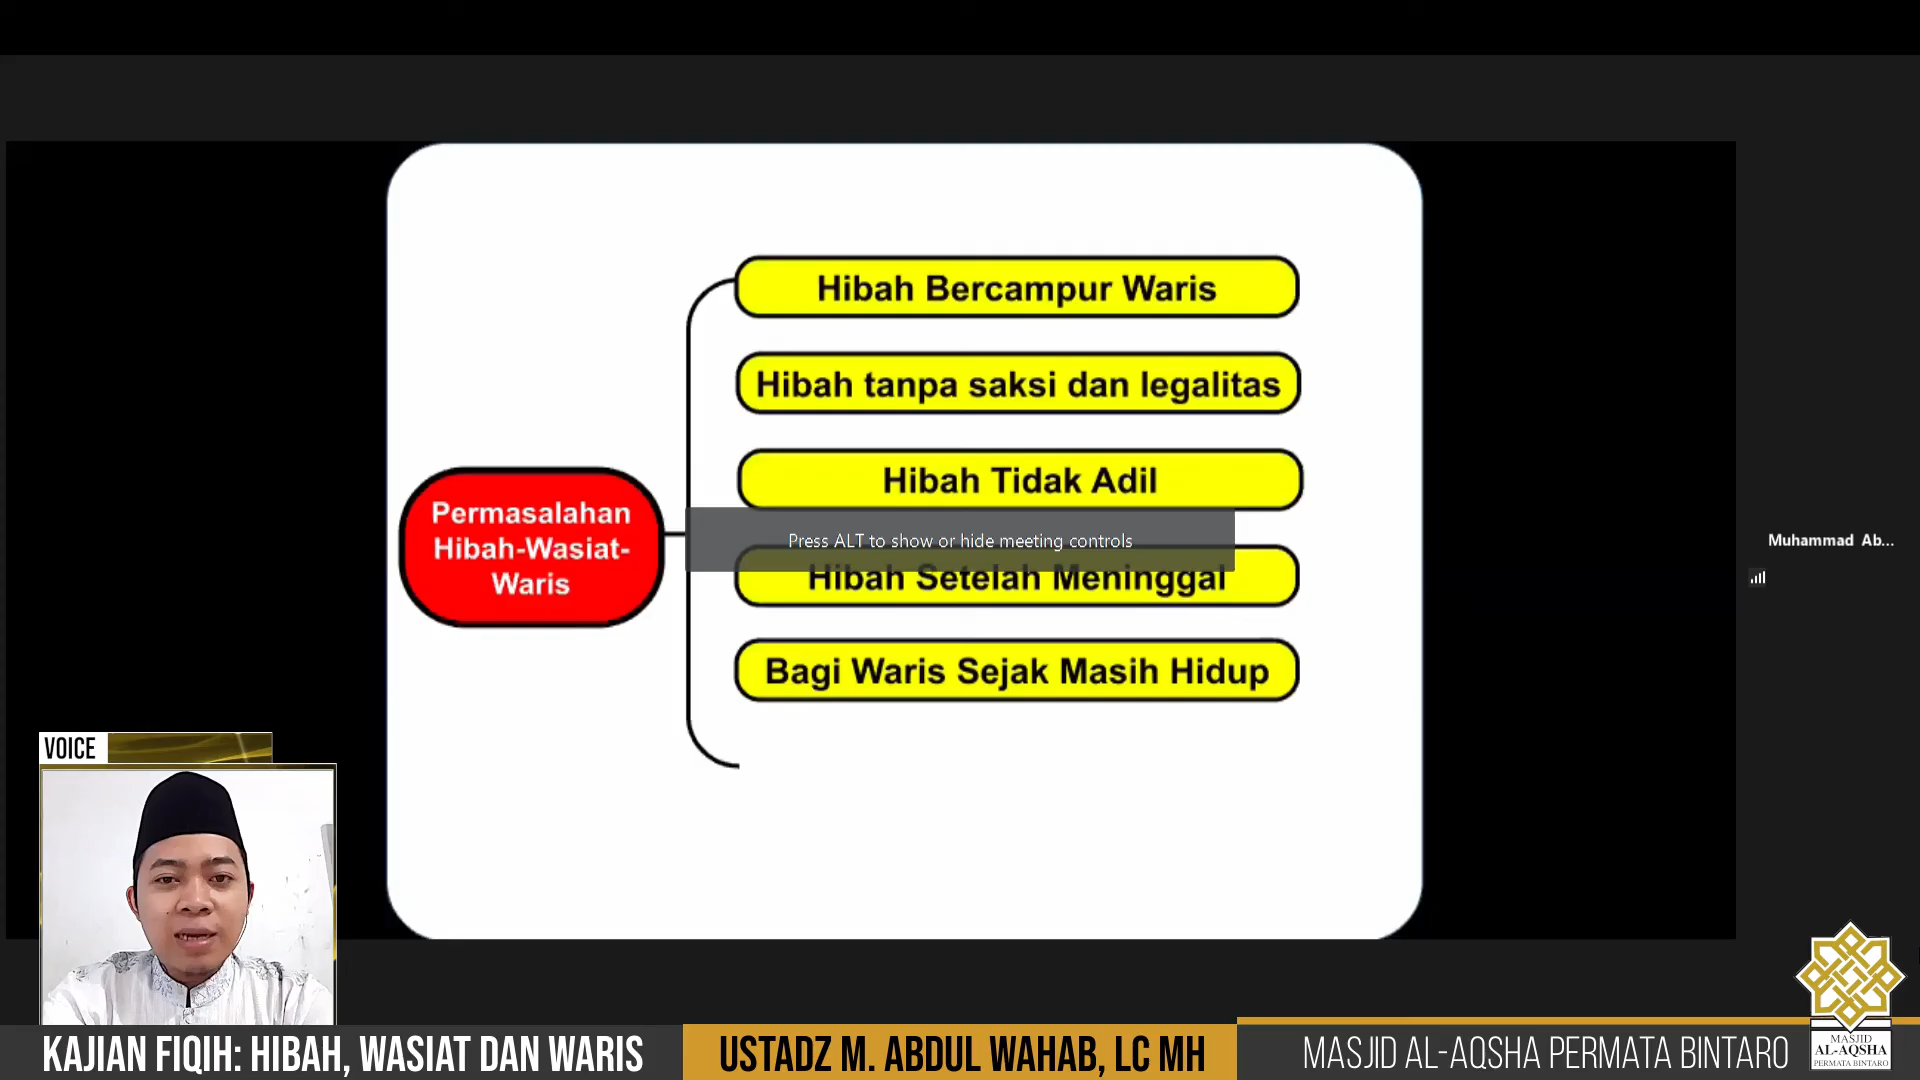 Hibah Bercampur Waris
Hibah tanpa saksi dan legalitas
Hibah Tidak Adil
Permasalahan
Hibah-Wasiat-
Waris
Press ALT to show or hide meeting controls
Hibah Setelah Meninggal
Bagi Waris Sejak Masih Hidup
Muhammad Ab...
VOICE
KAJIAN FIQIH: HIBAH, WASIAT DAN WARIS
USTADZ M. ABDUL WAHAB, LC MH
MASJID AL-AQSHA PERMATA BINTARO
MASJID
AL-AQSHA
PERMATA BINTARO